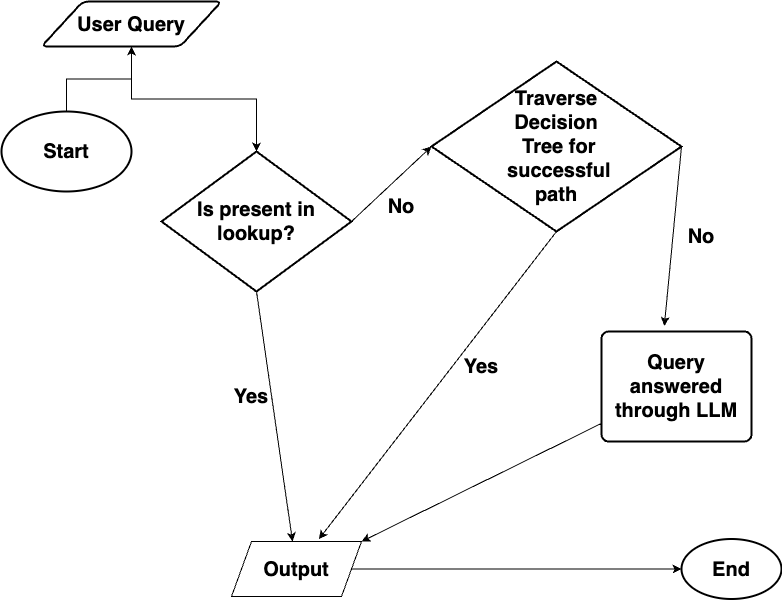 User Query
Start
Is present in
lookup?
No
Traverse
Decision
Tree for
successful
path
No
Yes
Yes
Query
answered
through LLM
Output
End